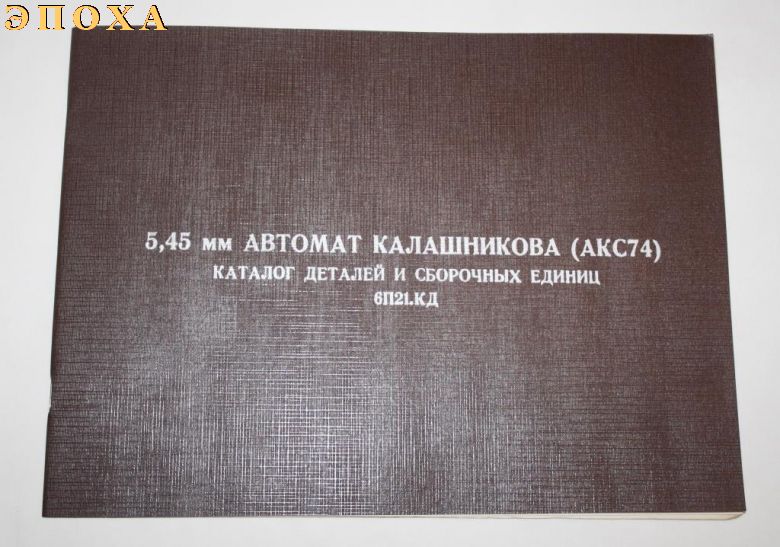 ЭПОХА
5,45 мм АВТОМАТ КАЛАШНИКОВА (АКС74)
КАТАЛОГ ДЕТАЛЕЙ И СБОРОЧНЫХ ЕДИНИЦ
6П21.КД